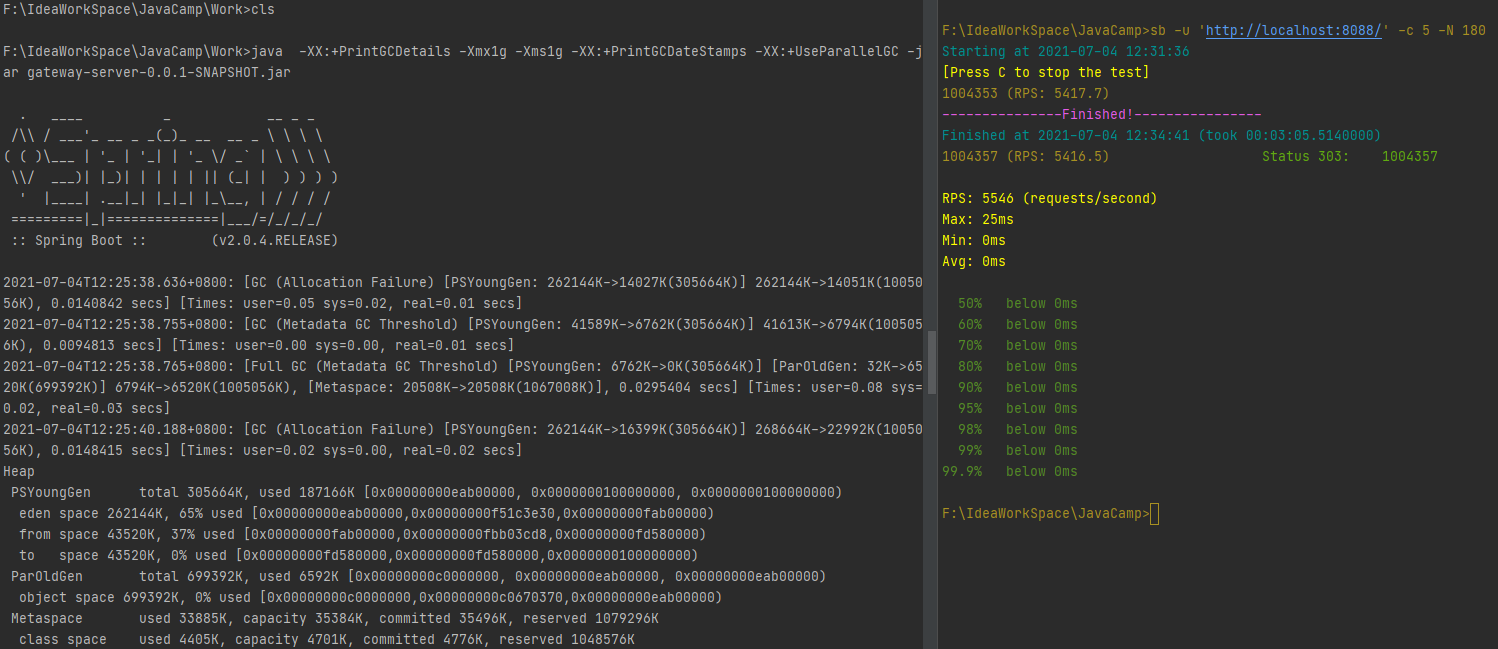 F:\IdeaWorkSpace\JavaCamp\Work>cls
F:\IdeaWorkSpace\JavaCamp\Work>java  -XX:+PrintGCDetails -Xmx1g -Xms1g -XX:+PrintGCDateStamps -XX:+UseParallelGC -j
ar gateway-server-0.0.1-SNAPSHOT.jar
  .   ____          _            __ _ _
 /\\ / ___'_ __ _ _(_)_ __  __ _ \ \ \ \
( ( )\___ | '_ | '_| | '_ \/ _` | \ \ \ \
 \\/  ___)| |_)| | | | | || (_| |  ) ) ) )
  '  |____| .__|_| |_|_| |_\__, | / / / /
 =========|_|==============|___/=/_/_/_/
 :: Spring Boot ::        (v2.0.4.RELEASE)
2021-07-04T12:25:38.636+0800: [GC (Allocation Failure) [PSYoungGen: 262144K->14027K(305664K)] 262144K->14051K(10050
56K), 0.0140842 secs] [Times: user=0.05 sys=0.02, real=0.01 secs]
2021-07-04T12:25:38.755+0800: [GC (Metadata GC Threshold) [PSYoungGen: 41589K->6762K(305664K)] 41613K->6794K(100505
6K), 0.0094813 secs] [Times: user=0.00 sys=0.00, real=0.01 secs]
2021-07-04T12:25:38.765+0800: [Full GC (Metadata GC Threshold) [PSYoungGen: 6762K->0K(305664K)] [ParOldGen: 32K->65
20K(699392K)] 6794K->6520K(1005056K), [Metaspace: 20508K->20508K(1067008K)], 0.0295404 secs] [Times: user=0.08 sys=
0.02, real=0.03 secs]
2021-07-04T12:25:40.188+0800: [GC (Allocation Failure) [PSYoungGen: 262144K->16399K(305664K)] 268664K->22992K(10050
56K), 0.0148415 secs] [Times: user=0.02 sys=0.00, real=0.02 secs]
Heap
 PSYoungGen      total 305664K, used 187166K [0x00000000eab00000, 0x0000000100000000, 0x0000000100000000)
  eden space 262144K, 65% used [0x00000000eab00000,0x00000000f51c3e30,0x00000000fab00000)
  from space 43520K, 37% used [0x00000000fab00000,0x00000000fbb03cd8,0x00000000fd580000)
  to   space 43520K, 0% used [0x00000000fd580000,0x00000000fd580000,0x0000000100000000)
 ParOldGen       total 699392K, used 6592K [0x00000000c0000000, 0x00000000eab00000, 0x00000000eab00000)
  object space 699392K, 0% used [0x00000000c0000000,0x00000000c0670370,0x00000000eab00000)
 Metaspace       used 33885K, capacity 35384K, committed 35496K, reserved 1079296K
  class space    used 4405K, capacity 4701K, committed 4776K, reserved 1048576K
F:\IdeaWorkSpace\JavaCamp>sb -u 'http://localhost:8088/' -c 5 -N 180
Starting at 2021-07-04 12:31:36
[Press C to stop the test]
1004353 (RPS: 5417.7)
---------------Finished!----------------
Finished at 2021-07-04 12:34:41 (took 00:03:05.5140000)
1004357 (RPS: 5416.5)                   Status 303:    1004357
RPS: 5546 (requests/second)
Max: 25ms
Min: 0ms
Avg: 0ms
  50%   below 0ms
  60%   below 0ms
  70%   below 0ms
  80%   below 0ms
  90%   below 0ms
  95%   below 0ms
  98%   below 0ms
  99%   below 0ms
99.9%   below 0ms
F:\IdeaWorkSpace\JavaCamp>